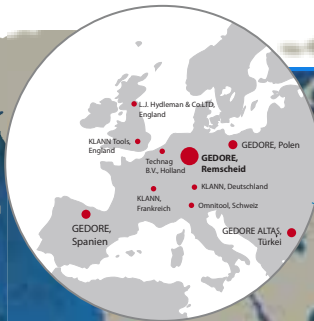 L.J. Hydleman & Co.LTD,
England
KLANN Tools,
England
Technag
B.V., Holland
GEDORE, Polen
GEDORE,
Remscheid
KLANN, Deutschland
KLANN,
Frankreich
Omnitool, Schweiz
GEDORE,
Spanien
GEDORE ALTAŞ,
Türkei